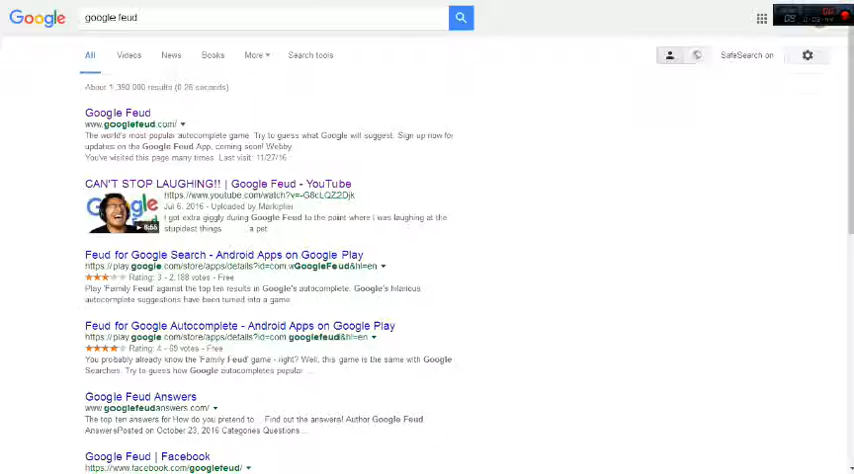 Google google feud
All Videos News Books More Search tools SafeSearch on
About 1,390,000 results (0.26 seconds)
Google Feud
www.googlefeud.com/
The world's most popular autocomplete game. Try to guess what Google will suggest. Sign up now for
updates on the Google Feud App, coming soon! Webby
You've visited this page many times. Last visit: 11/27/16
CAN'T STOP LAUGHING!! | Google Feud - YouTube
https://www.youtube.com/watch?v=-G8cLQZ2Djk
Jul 6, 2016 - Uploaded by Markiplier
I got extra giggly during Google Feud to the point where I was laughing at the
stupidest things a pet
6:55
Feud for Google Search - Android Apps on Google Play
https://play.google.com/store/apps/details?id=com.wGoogleFeud&hl=en
Rating: 3 - 2,188 votes - Free
Play 'Family Feud' against the top ten results in Google's autocomplete. Google's hilarious
autocomplete suggestions have been turned into a game
Feud for Google Autocomplete - Android Apps on Google Play
https://play.google.com/store/apps/details?id=com.googlefeud&hl=en
Rating: 4 - 69 votes - Free
You probably already know the 'Family Feud' game - right? Well, this game is the same with Google
Searches. Try to guess how Google autocompletes popular ...
Google Feud Answers
www.googlefeudanswers.com/
The top ten answers for How do you pretend to ... Find out the answers! Author Google Feud
AnswersPosted on October 23, 2016 Categories Questions ...
Google Feud | Facebook
https://www.facebook.com/googlefeud/